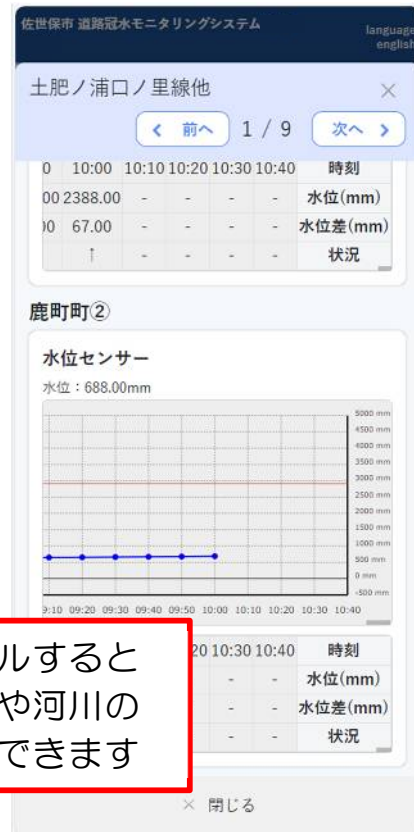 佐世保市 道路冠水モニタリングシステム
language
english
土肥ノ浦口ノ里線他
×
< 前へ 1 / 9 次へ >
0 10:00 10:10 10:20 10:30 10:40 時刻
00 2388.00 - - - - 水位(mm)
00 67.00 - - - - 水位差(mm)
↑ - - - - 状況
鹿町町②
水位センサー
水位:688.00mm
5000 mm
4500 mm
4000 mm
3500 mm
3000 mm
2500 mm
2000 mm
1500 mm
1000 mm
500 mm
0 mm
-500 mm
9:10 09:20 09:30 09:40 09:50 10:00 10:10 10:20 10:30 10:40
20 10:30 10:40 時刻
- - 水位(mm)
- - 水位差(mm)
- - 状況
ルすると
や河川の
できます
× 閉じる